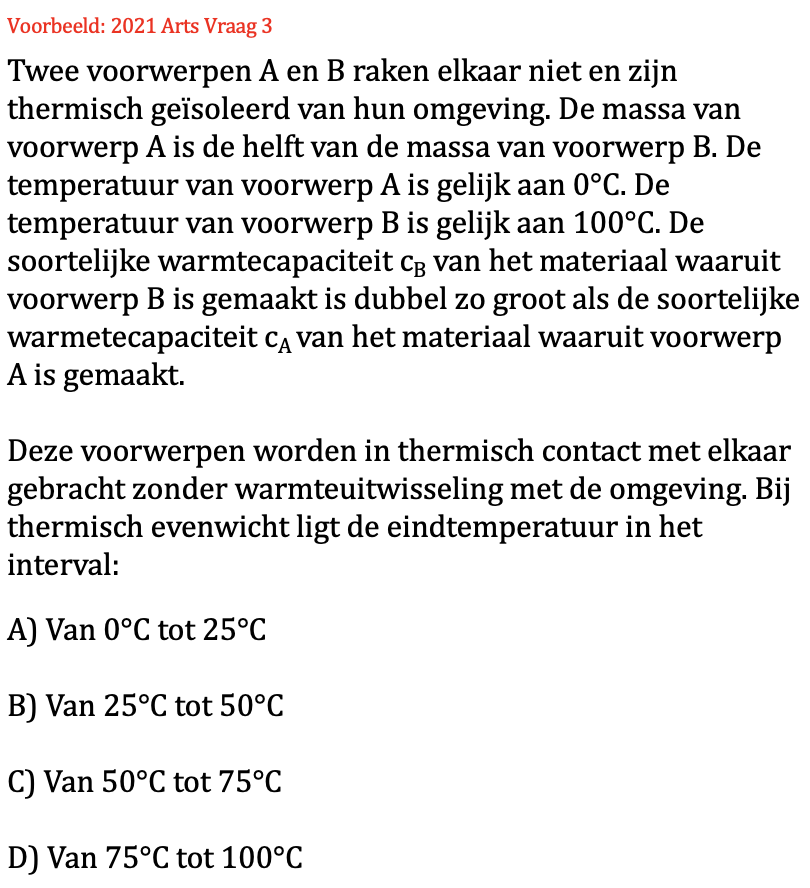 Voorbeeld: 2021 Arts Vraag 3
Twee voorwerpen A en B raken elkaar niet en zijn
thermisch geïsoleerd van hun omgeving. De massa van
voorwerp A is de helft van de massa van voorwerp B. De
temperatuur van voorwerp A is gelijk aan 0°C. De
temperatuur van voorwerp B is gelijk aan 100°C. De
soortelijke warmtecapaciteit c_B van het materiaal waaruit
voorwerp B is gemaakt is dubbel zo groot als de soortelijke
warmetecapaciteit c_A van het materiaal waaruit voorwerp
A is gemaakt.
Deze voorwerpen worden in thermisch contact met elkaar
gebracht zonder warmteuitwisseling met de omgeving. Bij
thermisch evenwicht ligt de eindtemperatuur in het
interval:
A) Van 0°C tot 25°C
B) Van 25°C tot 50°C
C) Van 50°C tot 75°C
D) Van 75°C tot 100°C